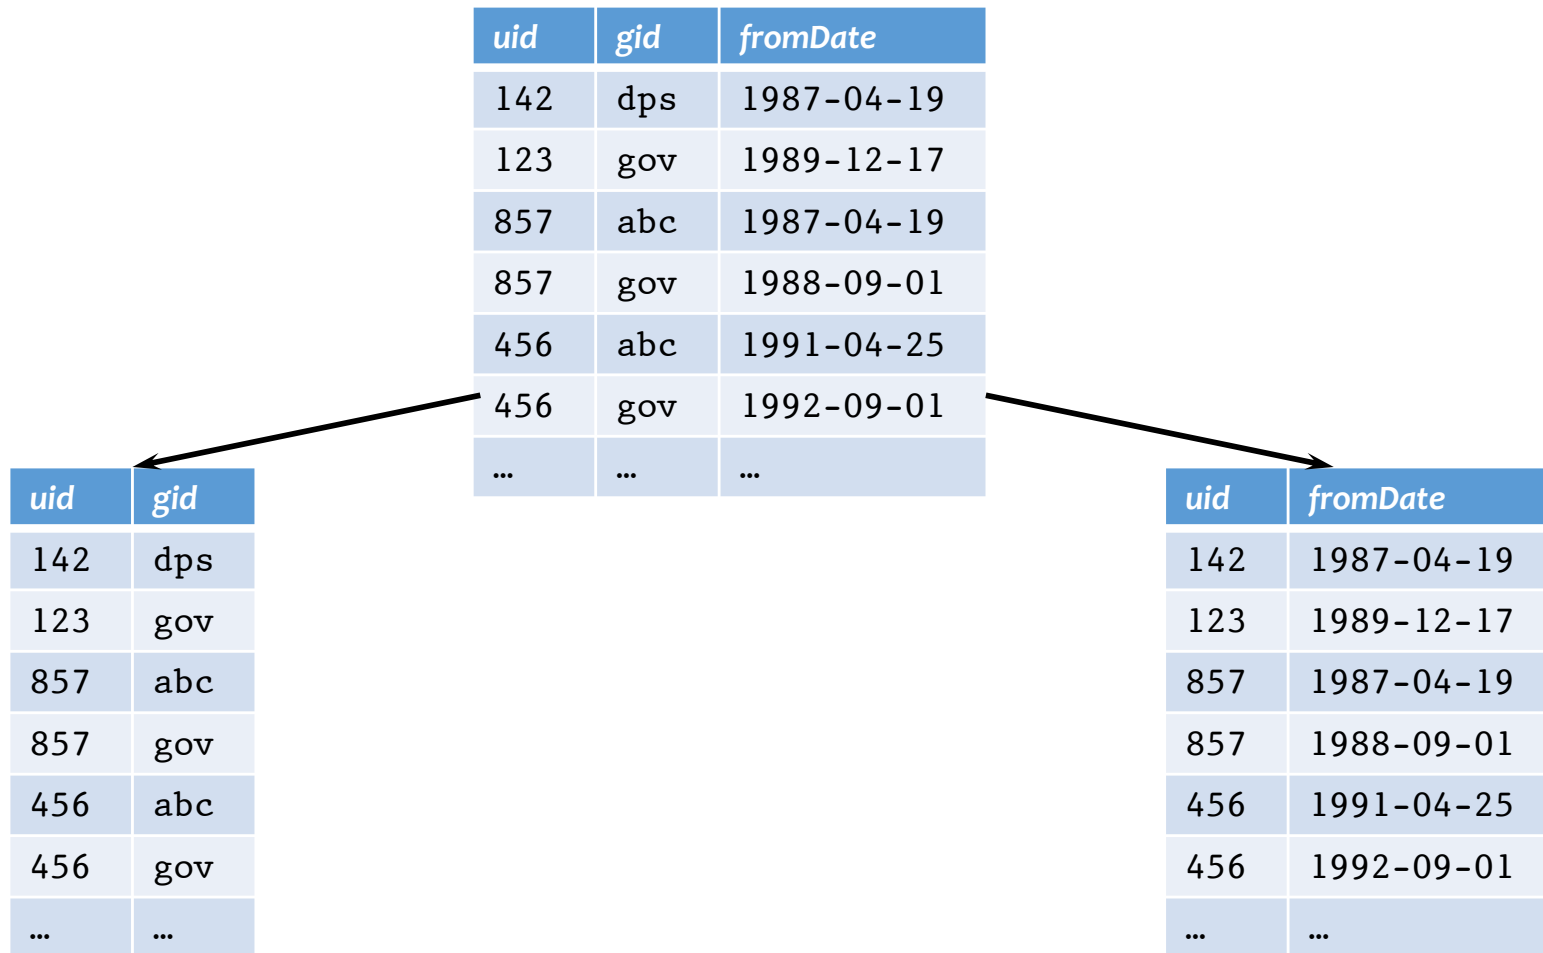 uid gid fromDate
142 dps 1987-04-19
123 gov 1989-12-17
857 abc 1987-04-19
857 gov 1988-09-01
456 abc 1991-04-25
456 gov 1992-09-01
… … …
uid gid
142 dps
123 gov
857 abc
857 gov
456 abc
456 gov
… …
uid fromDate
142 1987-04-19
123 1989-12-17
857 1987-04-19
857 1988-09-01
456 1991-04-25
456 1992-09-01
… …